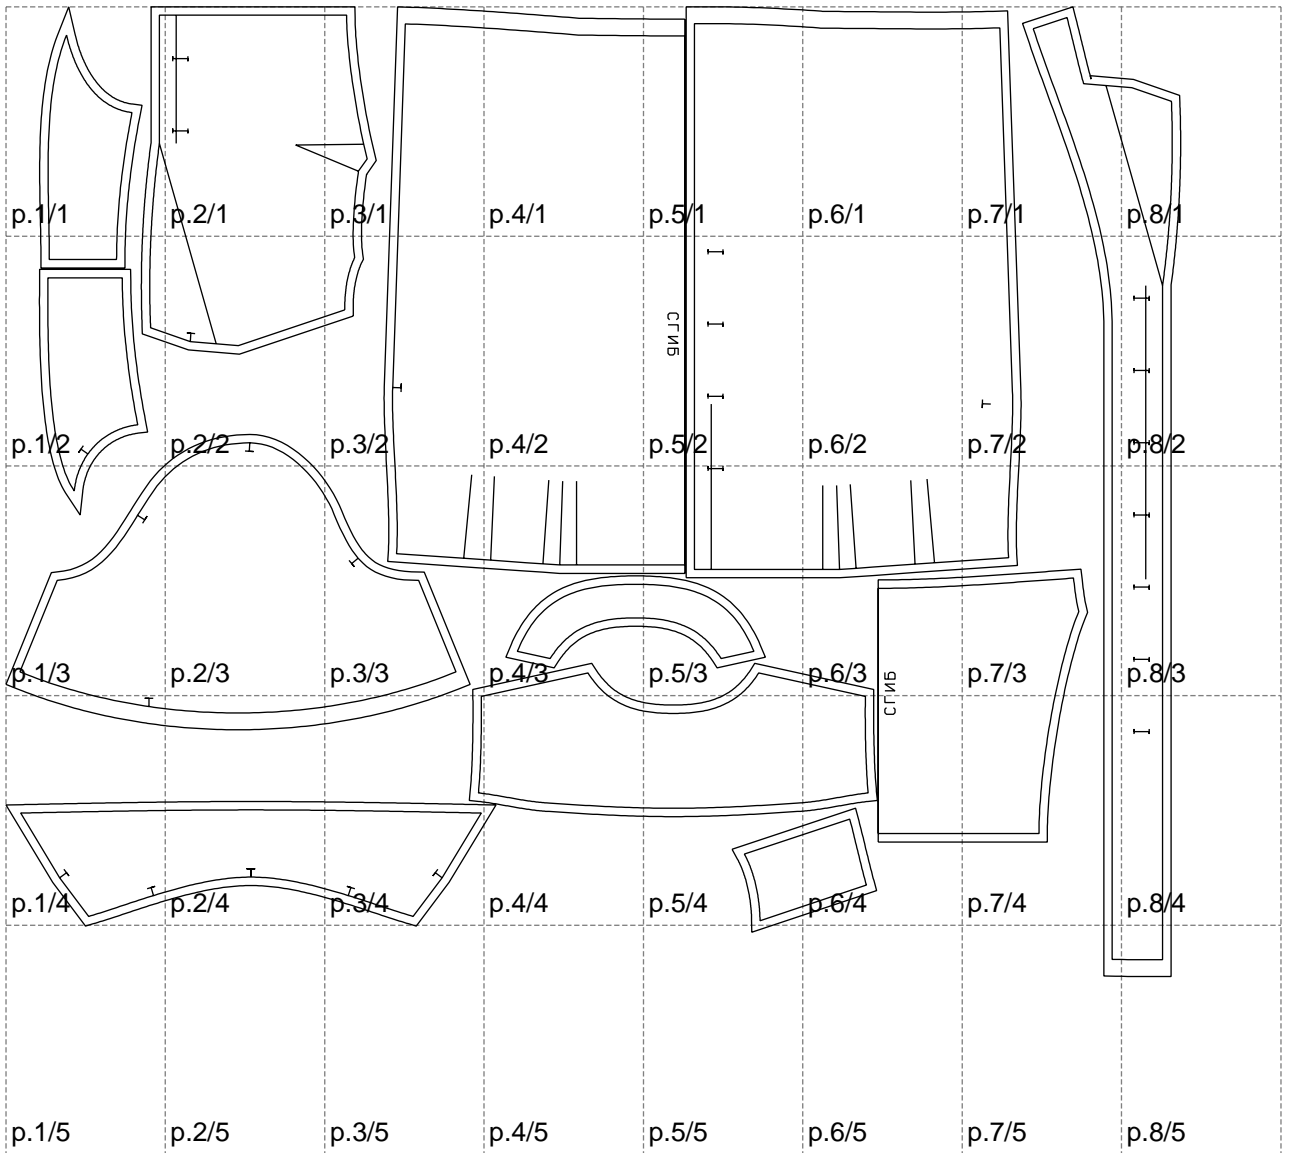 p.1/1 p.2/1 p.3/1 p.4/1 p.5/1 p.6/1 p.7/1 p.8/1
СГИБ
p.1/2 p.2/2 p.3/2 p.4/2 p.5/2 p.6/2 p.7/2 p.8/2
p.1/3 p.2/3 p.3/3 p.4/3 p.5/3 p.6/3 p.7/3 p.8/3
СГИБ
p.1/4 p.2/4 p.3/4 p.4/4 p.5/4 p.6/4 p.7/4 p.8/4
p.1/5 p.2/5 p.3/5 p.4/5 p.5/5 p.6/5 p.7/5 p.8/5